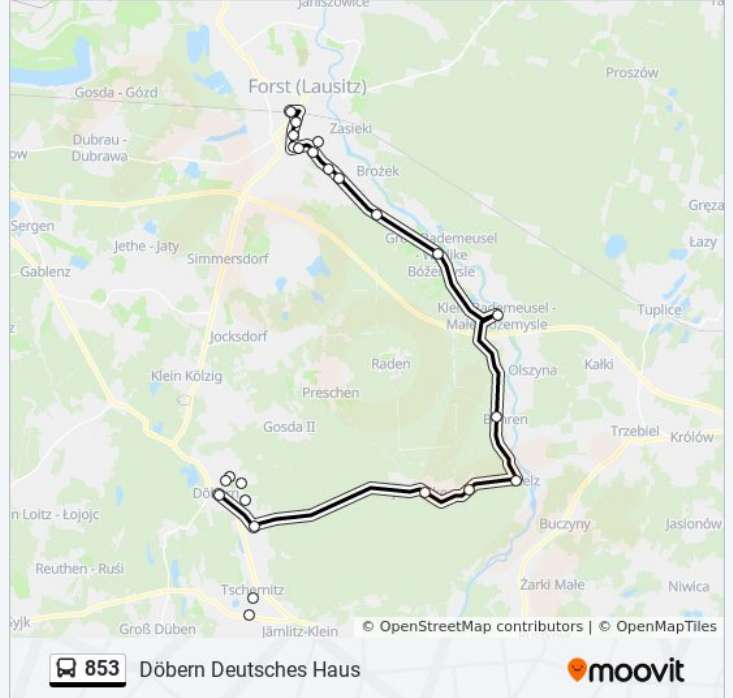 Janiszowice
Forst (Lausitz)
Proszów
Gosda - Gózd
Zasieki
Dubrau -
Dubrawa
ow
Brożek
Gręza
Sergen
Łazy
Jethe - Jaty
Simmersdorf
Gablenz
Tuplice
Jocksdorf
Raden
Olszyna
Kałki
Klein Kölzig
Preschen
Gosda II
Trzebiel
Królów
n Loitz - Łojojc
Buczyny
Jasionów
Reuthen - Ruśi
Tschernitz
Żarki Małe
Niwica
Groß Düben
Jämlitz-Klein
© OpenStreetMap contributors | © OpenMapTiles
853 Döbern Deutsches Haus
moovit